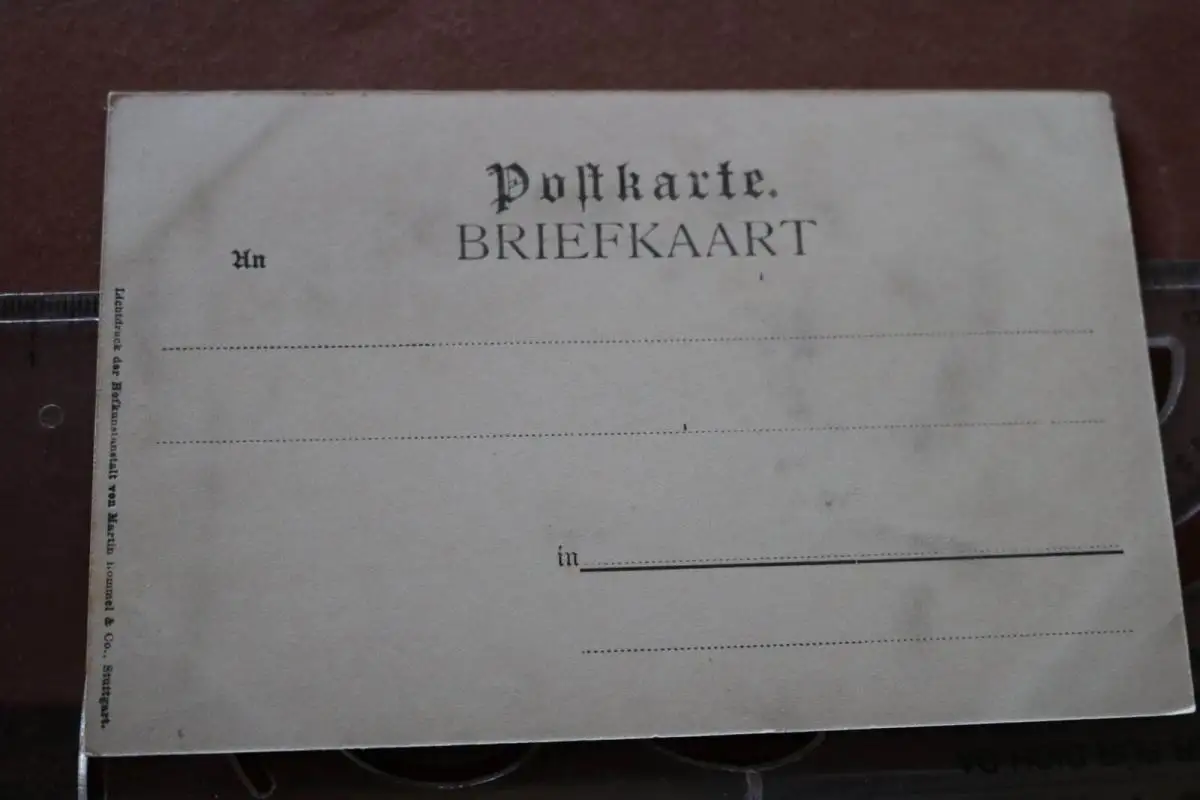 Postkarte.
BRIEFKAART
An
in
Lichtdruck der Hofkunstanstalt von Martin Rommel & Co., Stuttgart.